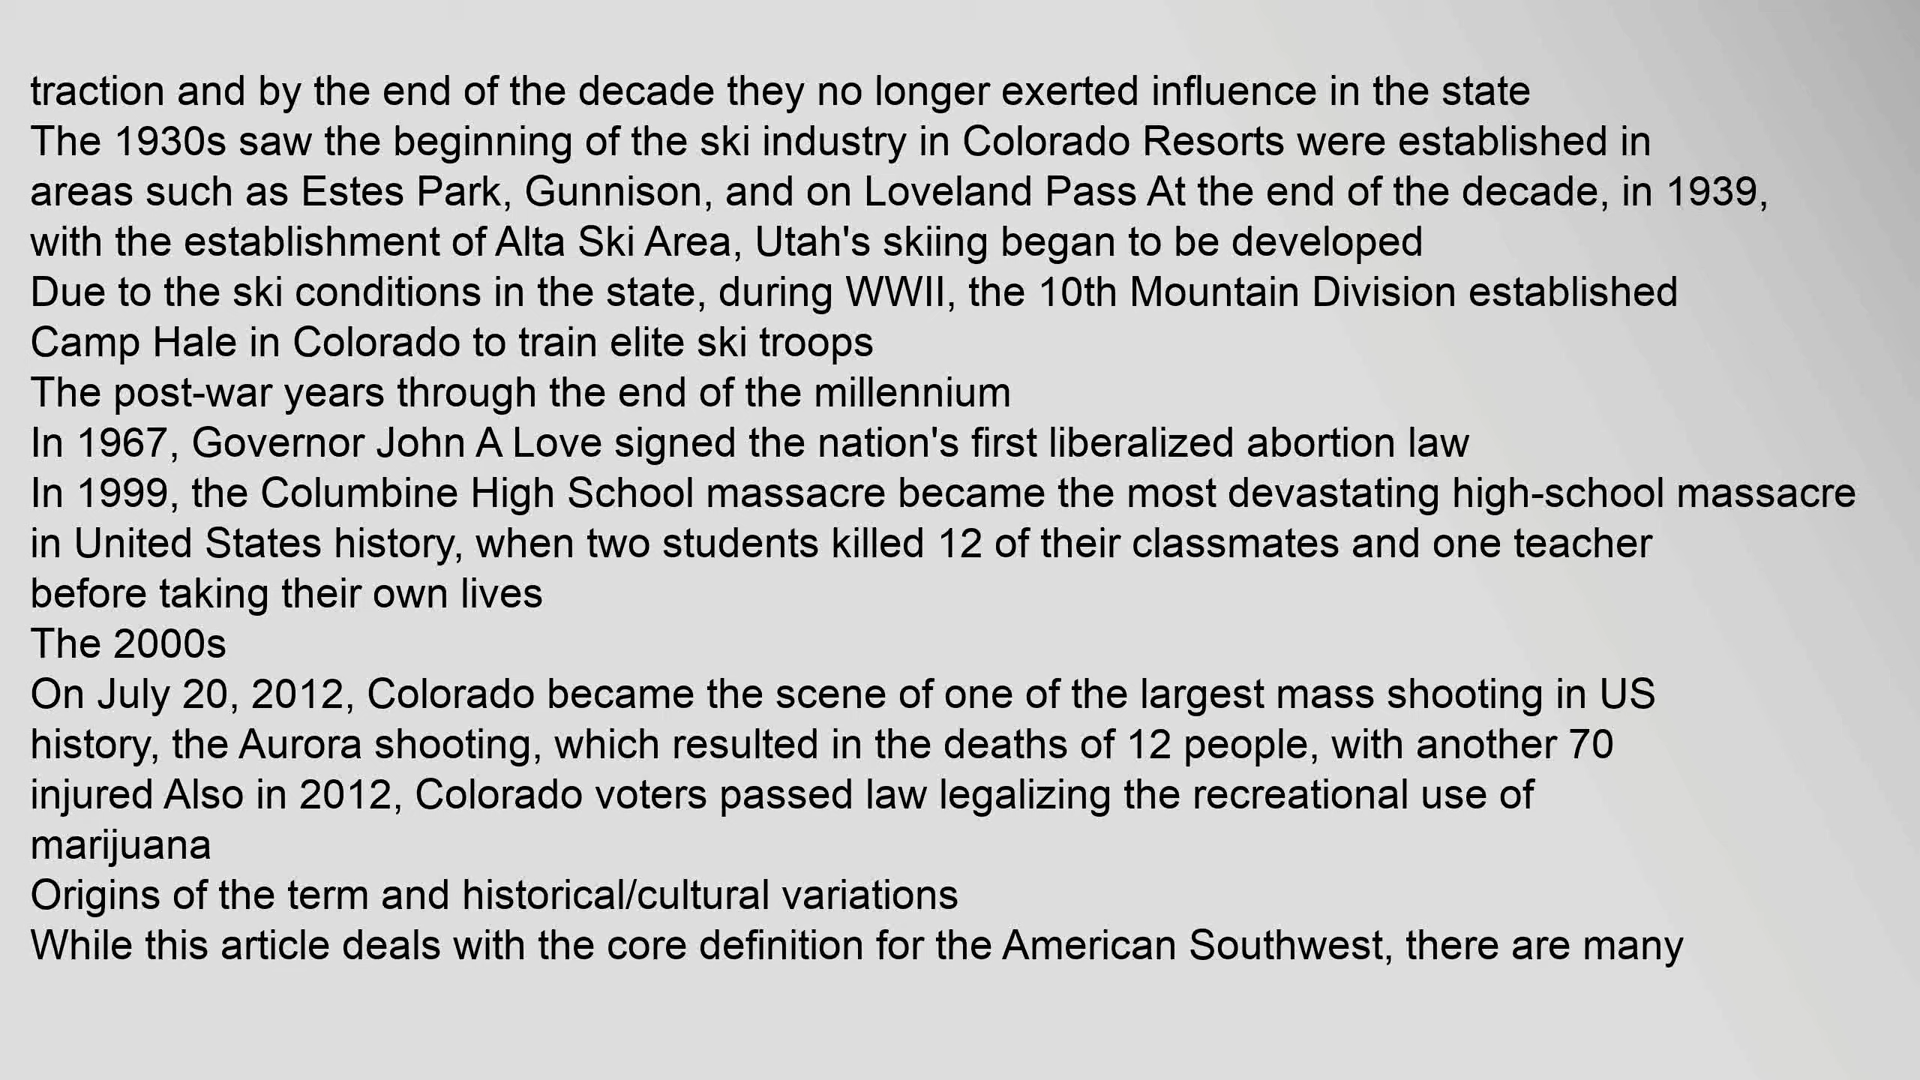 traction and by the end of the decade they no longer exerted influence in the state
The 1930s saw the beginning of the ski industry in Colorado Resorts were established in
areas such as Estes Park, Gunnison, and on Loveland Pass At the end of the decade, in 1939,
with the establishment of Alta Ski Area, Utah's skiing began to be developed
Due to the ski conditions in the state, during WWII, the 10th Mountain Division established
Camp Hale in Colorado to train elite ski troops
The post-war years through the end of the millennium
In 1967, Governor John A Love signed the nation's first liberalized abortion law
In 1999, the Columbine High School massacre became the most devastating high-school massacre
in United States history, when two students killed 12 of their classmates and one teacher
before taking their own lives
The 2000s
On July 20, 2012, Colorado became the scene of one of the largest mass shooting in US
history, the Aurora shooting, which resulted in the deaths of 12 people, with another 70
injured Also in 2012, Colorado voters passed law legalizing the recreational use of
marijuana
Origins of the term and historical/cultural variations
While this article deals with the core definition for the American Southwest, there are many